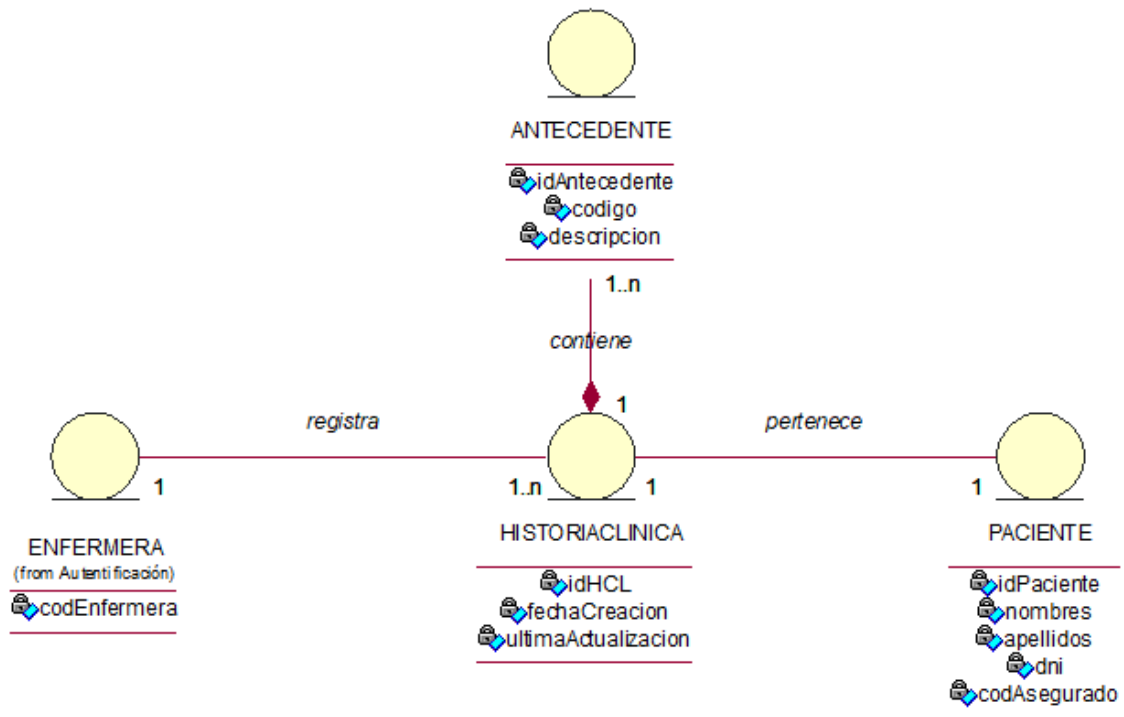 ANTECEDENTE
idAntecedente
codigo
descripcion
1..n
contiene
1
registra
pertenece
1
1..n
1
1
ENFERMERA
(from Autentificación)
codEnfermera
HISTORIACLINICA
idHCL
fechaCreacion
ultimaActualizacion
PACIENTE
idPaciente
nombres
apellidos
dni
codAsegurado